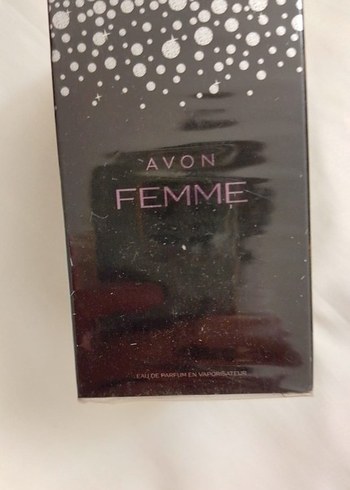 AVON
FEMME
EAU DE PARFUM EN VAPORISATEUR